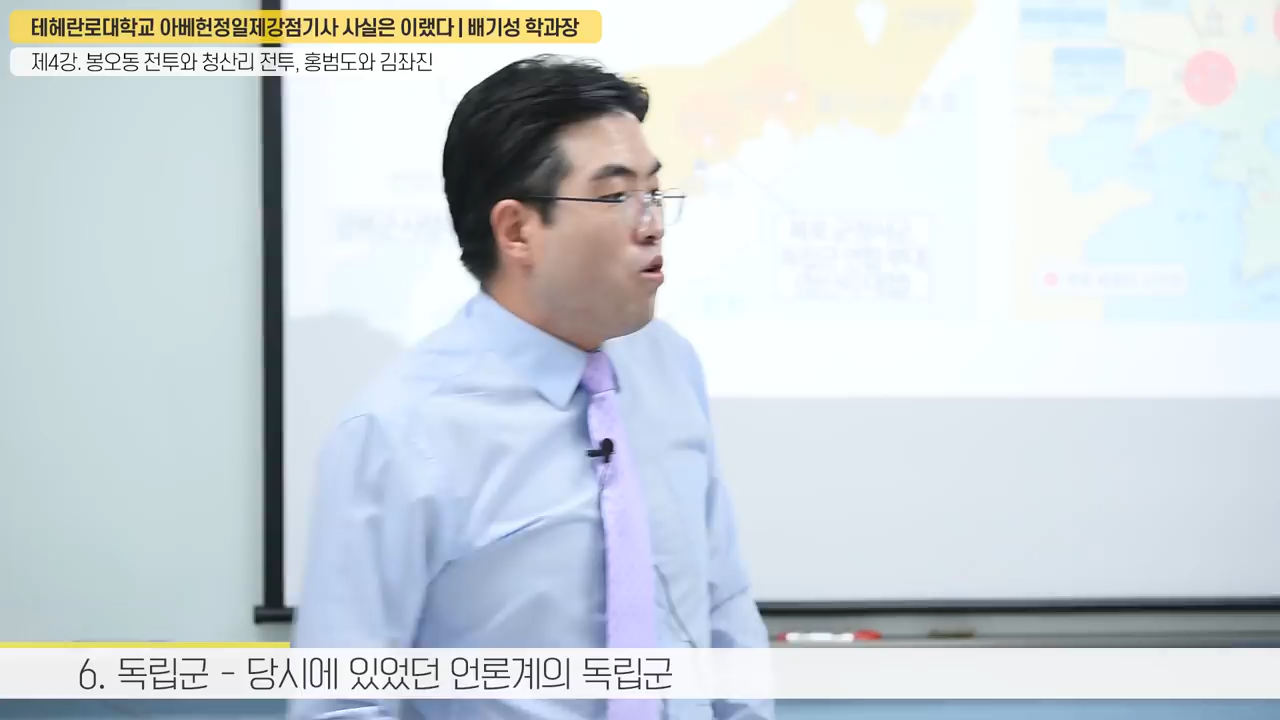 테헤란로대학교 아베헌정일제강점기사 사실은 이랬다 | 배기성 학과장
제4강. 봉오동 전투와 청산리 전투, 홍범도와 김좌진
6. 독립군 - 당시에 있었던 언론계의 독립군